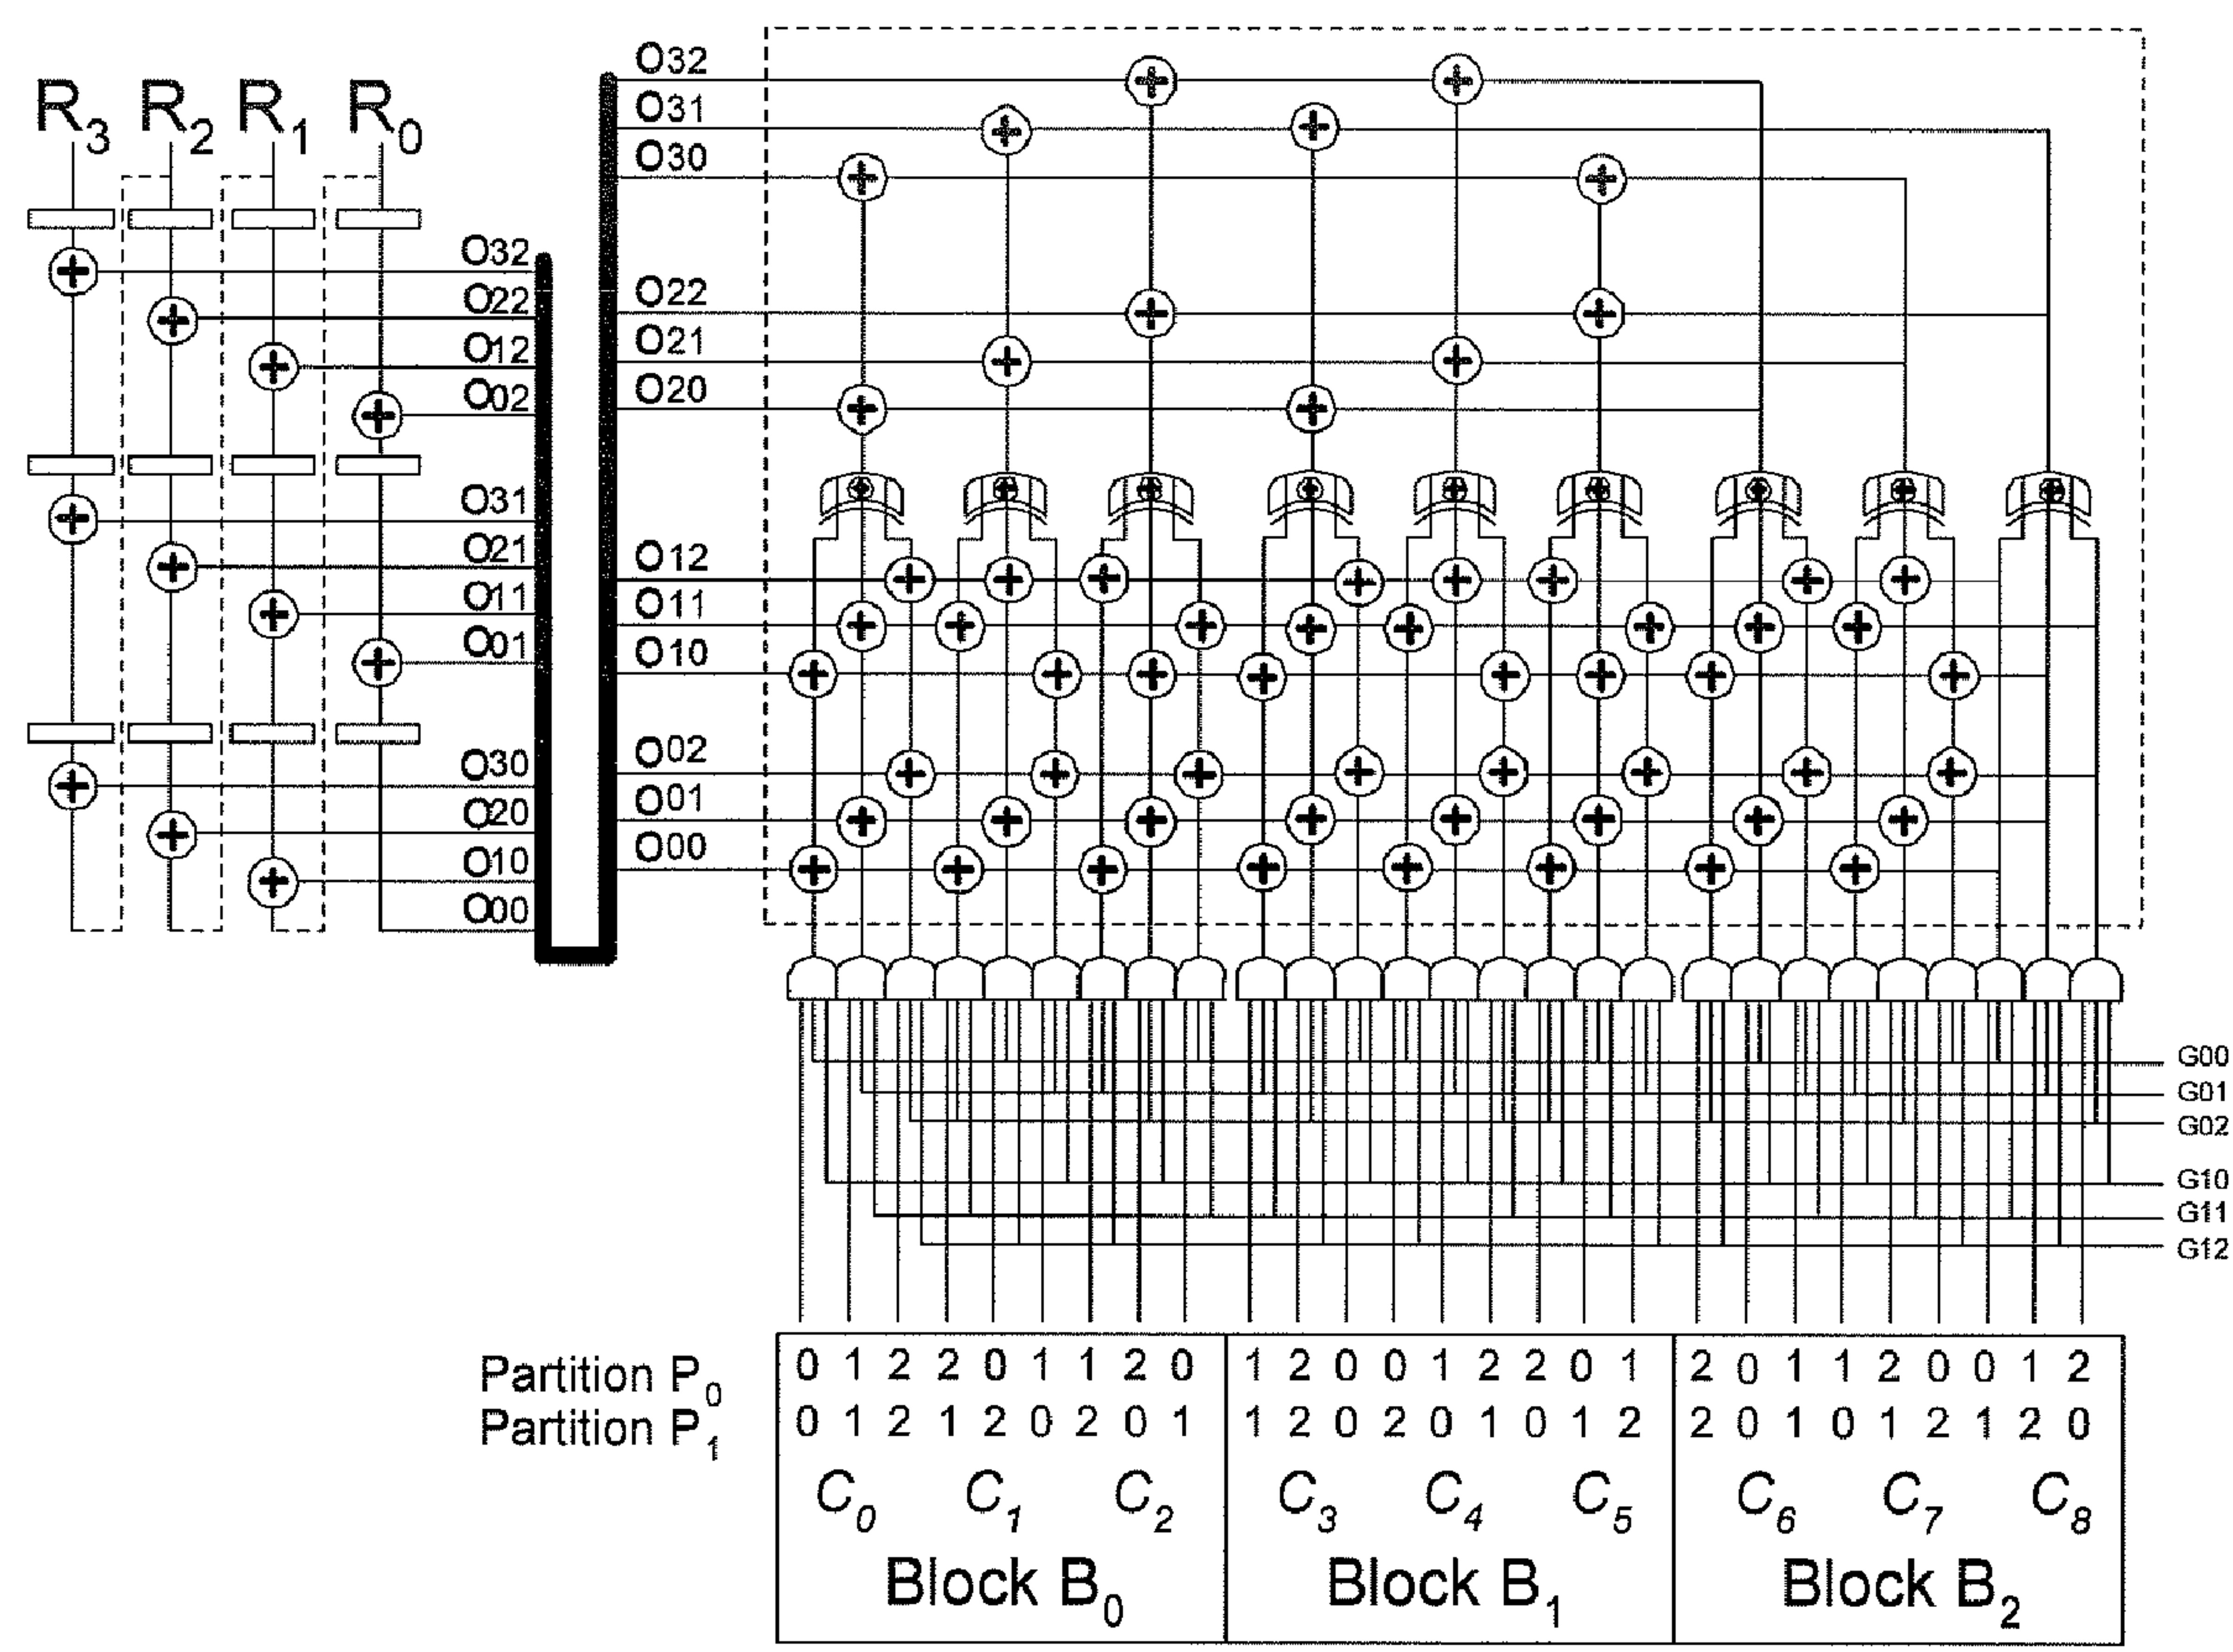 R3 R2 R1 R0
O32
O31
O30
O22
O21
O20
O12
O11
O10
O02
O01
O00
O32
O22
O12
O02
O31
O21
O11
O01
O30
O20
O10
O00
G00
G01
G02
G10
G11
G12
Partition P0 0 1 2 2 0 1 1 2 0 1 2 0 0 1 2 2 0 1 2 0 1 1 2 0 0 1 2
Partition P1 0 1 2 1 2 0 2 0 1 1 2 0 2 0 1 0 1 2 2 0 1 0 1 2 1 2 0
C0 C1 C2 C3 C4 C5 C6 C7 C8
Block B0 Block B1 Block B2